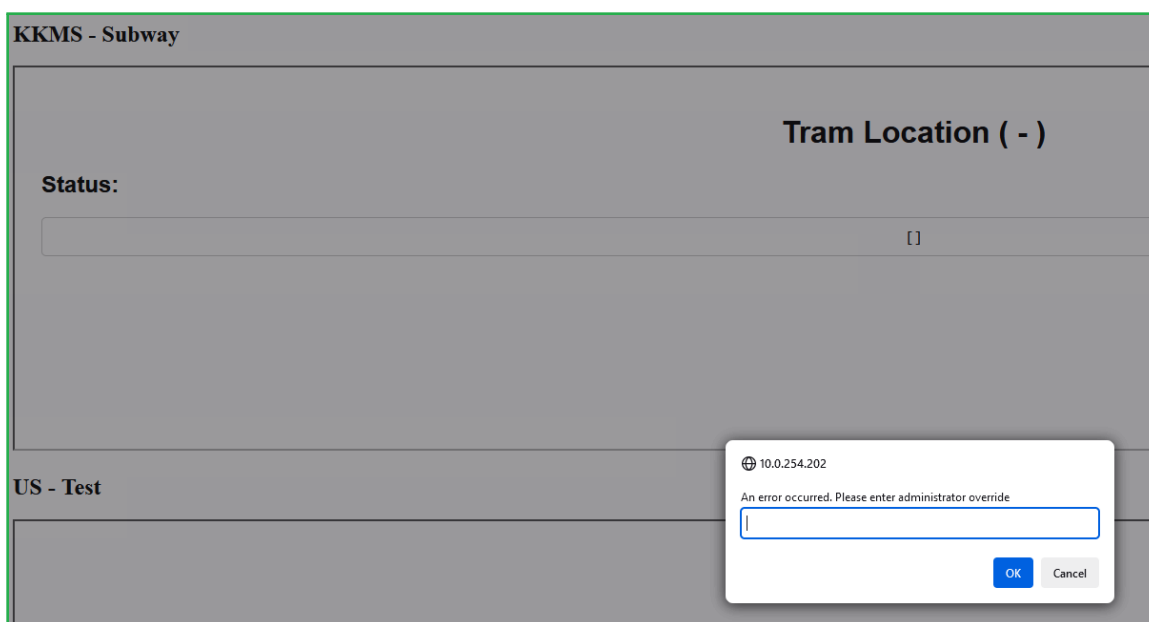 KKMS - Subway
Tram Location ( - )
Status:
[]
US - Test
10.0.254.202
An error occurred. Please enter administrator override
OK Cancel